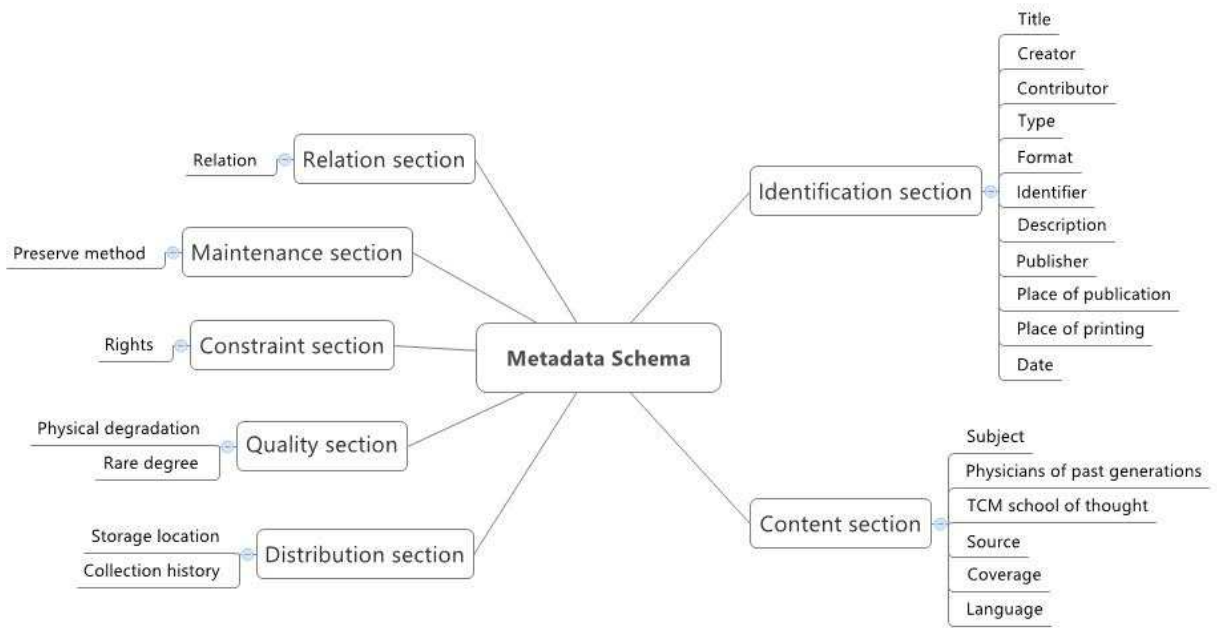 Metadata Schema
Identification section
Title
Creator
Contributor
Type
Format
Identifier
Description
Publisher
Place of publication
Place of printing
Date
Content section
Subject
Physicians of past generations
TCM school of thought
Source
Coverage
Language
Relation section
Relation
Maintenance section
Preserve method
Constraint section
Rights
Quality section
Physical degradation
Rare degree
Distribution section
Storage location
Collection history